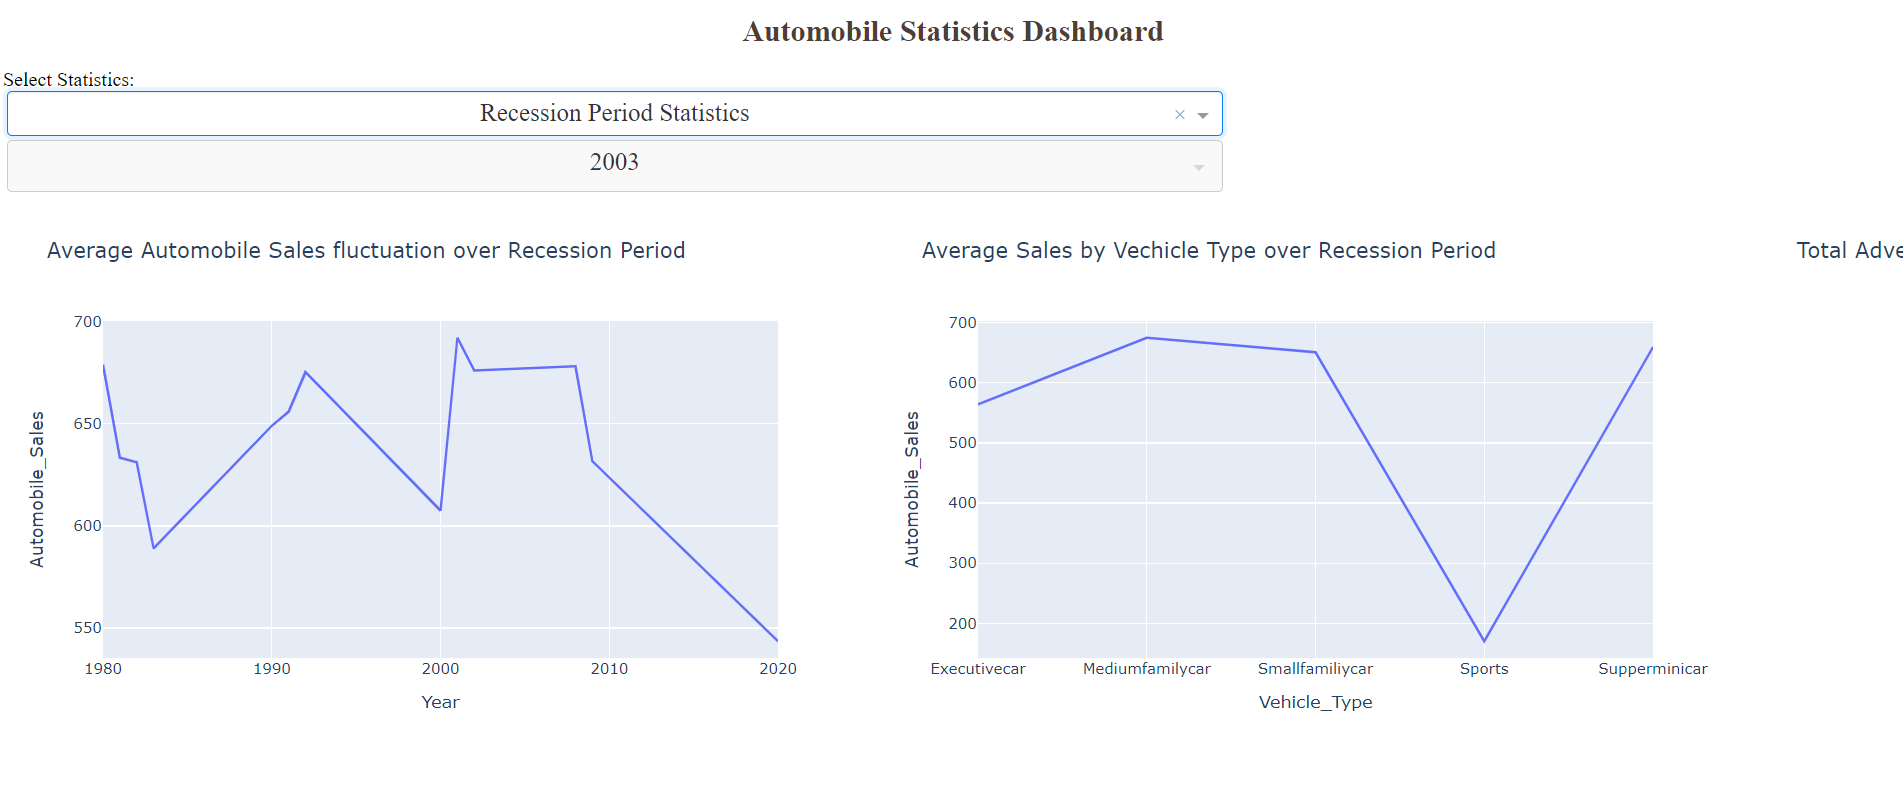 Automobile Statistics Dashboard
Select Statistics:
Recession Period Statistics
×
2003
Average Automobile Sales fluctuation over Recession Period
700
650
600
550
Automobile_Sales
1980 1990 2000 2010 2020
Year
Average Sales by Vechicle Type over Recession Period
700
600
500
400
300
200
Automobile_Sales
Executivecar Mediumfamilycar Smallfamiliycar Sports Supperminicar
Vehicle_Type
Total Adve